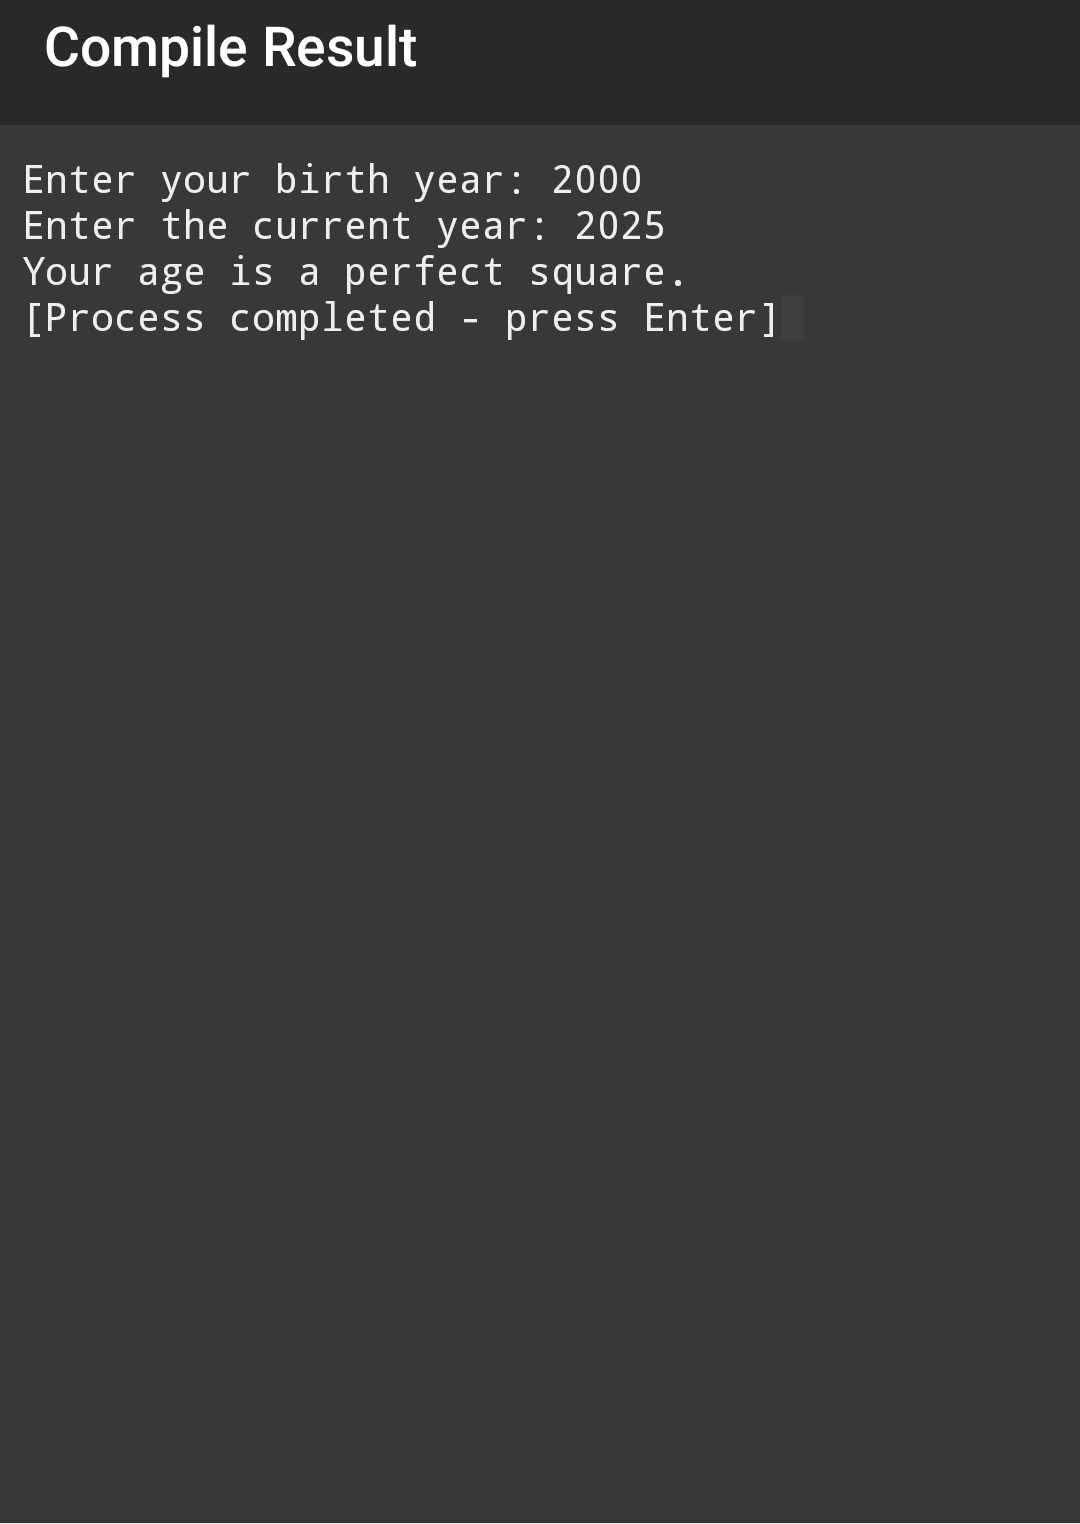 Compile Result
Enter your birth year: 2000
Enter the current year: 2025
Your age is a perfect square.
[Process completed - press Enter]